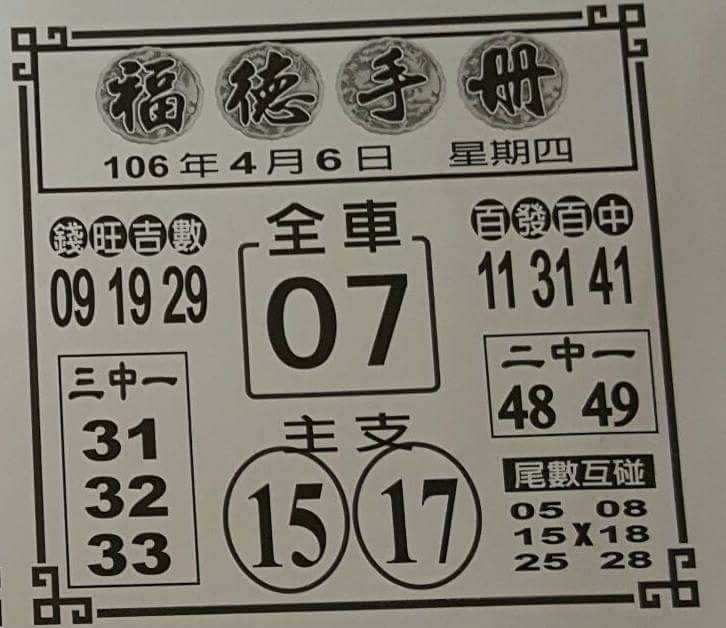 福德手冊
106年4月6日 星期四
錢旺吉數
09 19 29
全車
07
百發百中
11 31 41
三中一
31
32
33
二中一
48 49
主支
15 17
尾數互碰
05 08
15 X 18
25 28